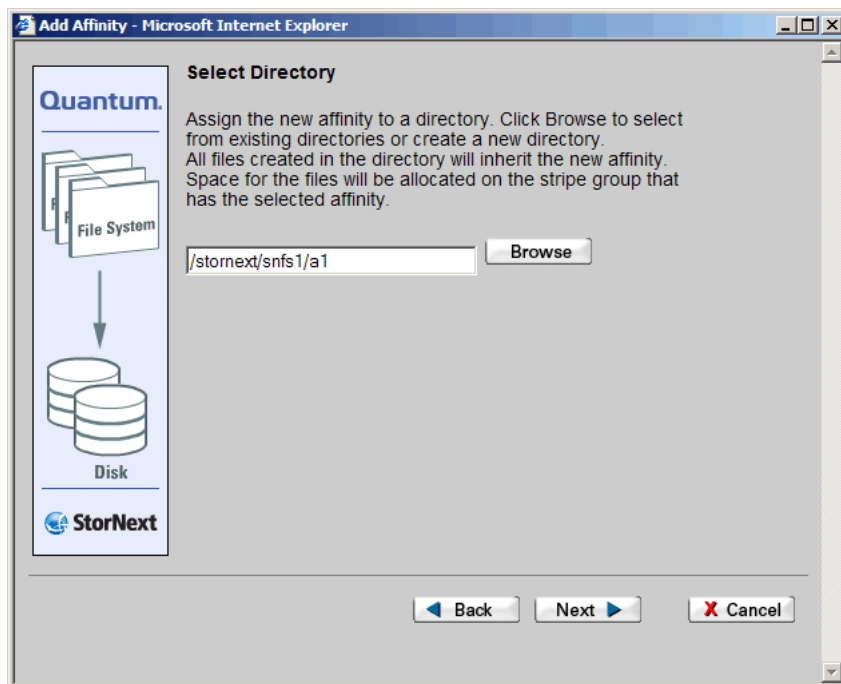 Add Affinity - Microsoft Internet Explorer
Quantum.
File System
Disk
StorNext
Select Directory
Assign the new affinity to a directory. Click Browse to select
from existing directories or create a new directory.
All files created in the directory will inherit the new affinity.
Space for the files will be allocated on the stripe group that
has the selected affinity.
/stornext/snfs1/a1
Browse
Back
Next
X Cancel